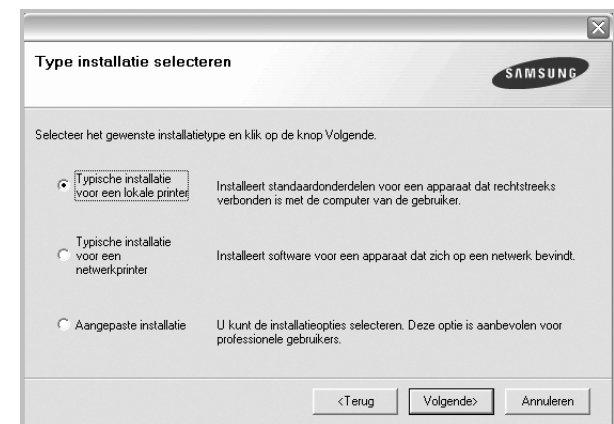 Type installatie selecteren
SAMSUNG
Selecteer het gewenste installatietype en klik op de knop Volgende.
Typische installatie
voor een lokale printer
Installeert standaardonderdelen voor een apparaat dat rechtstreeks
verbonden is met de computer van de gebruiker.
Typische installatie
voor een
netwerkprinter
Installeert software voor een apparaat dat zich op een netwerk bevindt.
Aangepaste installatie
U kunt de installatieopties selecteren. Deze optie is aanbevolen voor
professionele gebruikers.
<Terug
Volgende>
Annuleren